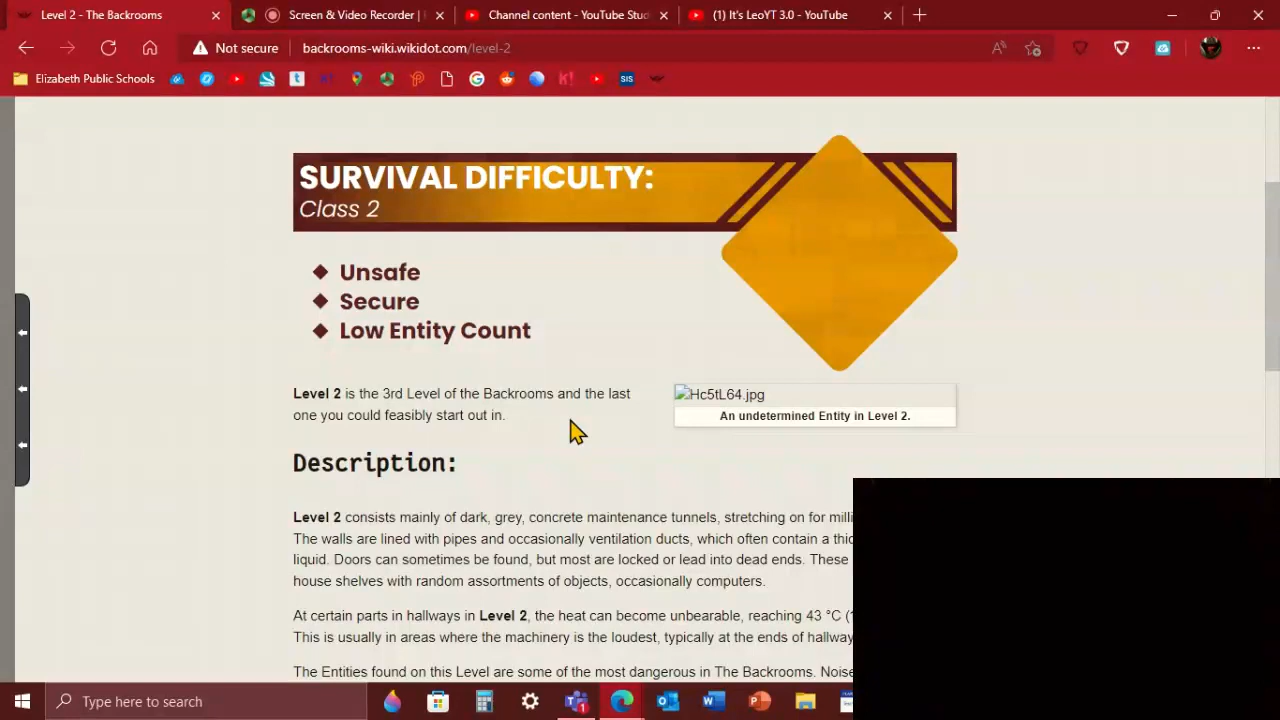 Level 2 - The Backrooms
Screen & Video Recorder |
Channel content - YouTube Stud
(1) It's LeoYT 3.0 - YouTube
Not secure
backrooms-wiki.wikidot.com/level-2
Elizabeth Public Schools
SIS
SURVIVAL DIFFICULTY:
Class 2
Unsafe
Secure
Low Entity Count
Level 2 is the 3rd Level of the Backrooms and the last
one you could feasibly start out in.
Hc5tL64.jpg
An undetermined Entity in Level 2.
Description:
Level 2 consists mainly of dark, grey, concrete maintenance tunnels, stretching on for milli
The walls are lined with pipes and occasionally ventilation ducts, which often contain a thic
liquid. Doors can sometimes be found, but most are locked or lead into dead ends. These
house shelves with random assortments of objects, occasionally computers.
At certain parts in hallways in Level 2, the heat can become unbearable, reaching 43 °C (1
This is usually in areas where the machinery is the loudest, typically at the ends of hallway
The Entities found on this Level are some of the most dangerous in The Backrooms. Noise
Type here to search